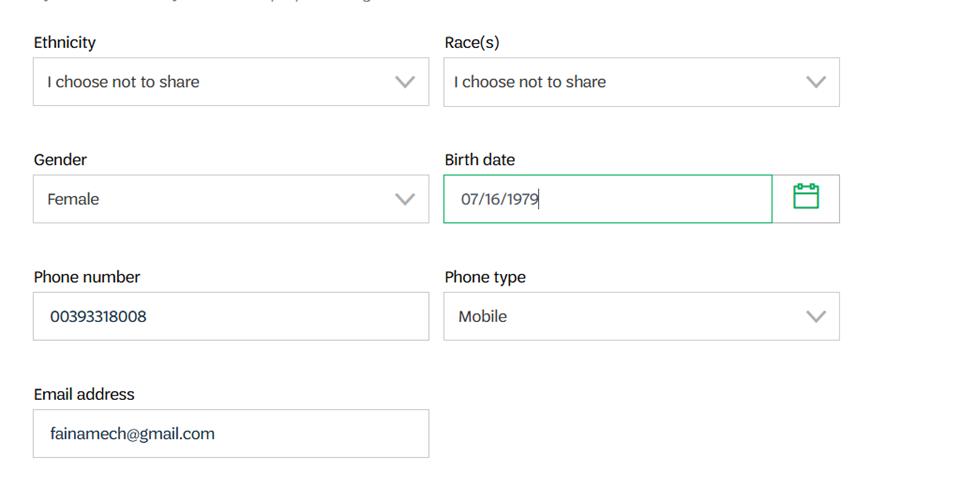 Ethnicity Race(s)
I choose not to share I choose not to share
Gender Birth date
Female 07/16/1979
Phone number Phone type
00393318008 Mobile
Email address
fainamech@gmail.com